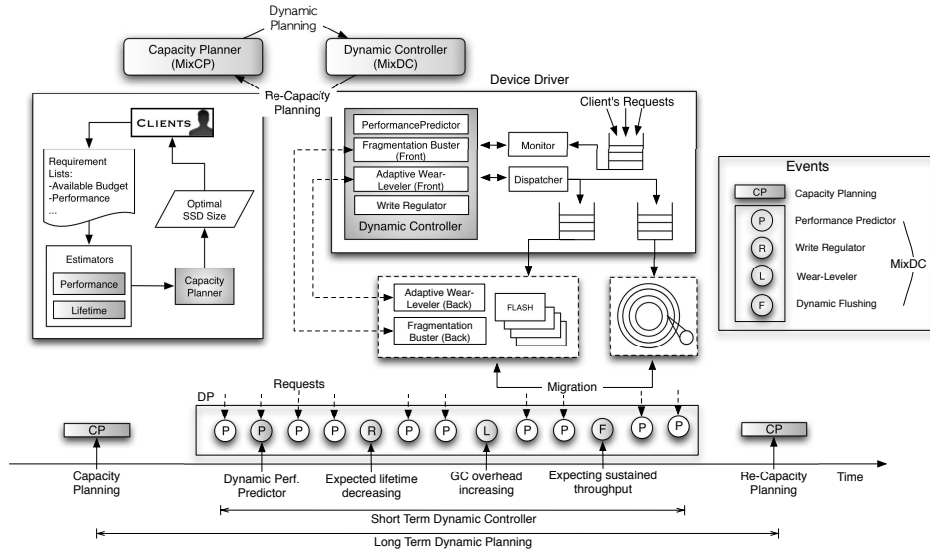 Dynamic
Planning
Capacity Planner
(MixCP)
Dynamic Controller
(MixDC)
Re-Capacity
Planning
Device Driver
CLIENTS
Requirement
Lists:
-Available Budget
-Performance
...
Optimal
SSD Size
Estimators
Performance
Lifetime
Capacity
Planner
PerformancePredictor
Fragmentation Buster
(Front)
Adaptive Wear-
Leveler (Front)
Write Regulator
Dynamic Controller
Monitor
Dispatcher
Client's Requests
Adaptive Wear-
Leveler (Back)
Fragmentation
Buster (Back)
FLASH
Migration
Events
CP
Capacity Planning
P
Performance Predictor
R
Write Regulator
L
Wear-Leveler
F
Dynamic Flushing
MixDC
Requests
DP
CP
P
P
P
P
R
P
P
L
P
P
F
P
P
CP
Capacity
Planning
Dynamic Perf.
Predictor
Expected lifetime
decreasing
GC overhead
increasing
Expecting sustained
throughput
Re-Capacity
Planning
Time
Short Term Dynamic Controller
Long Term Dynamic Planning